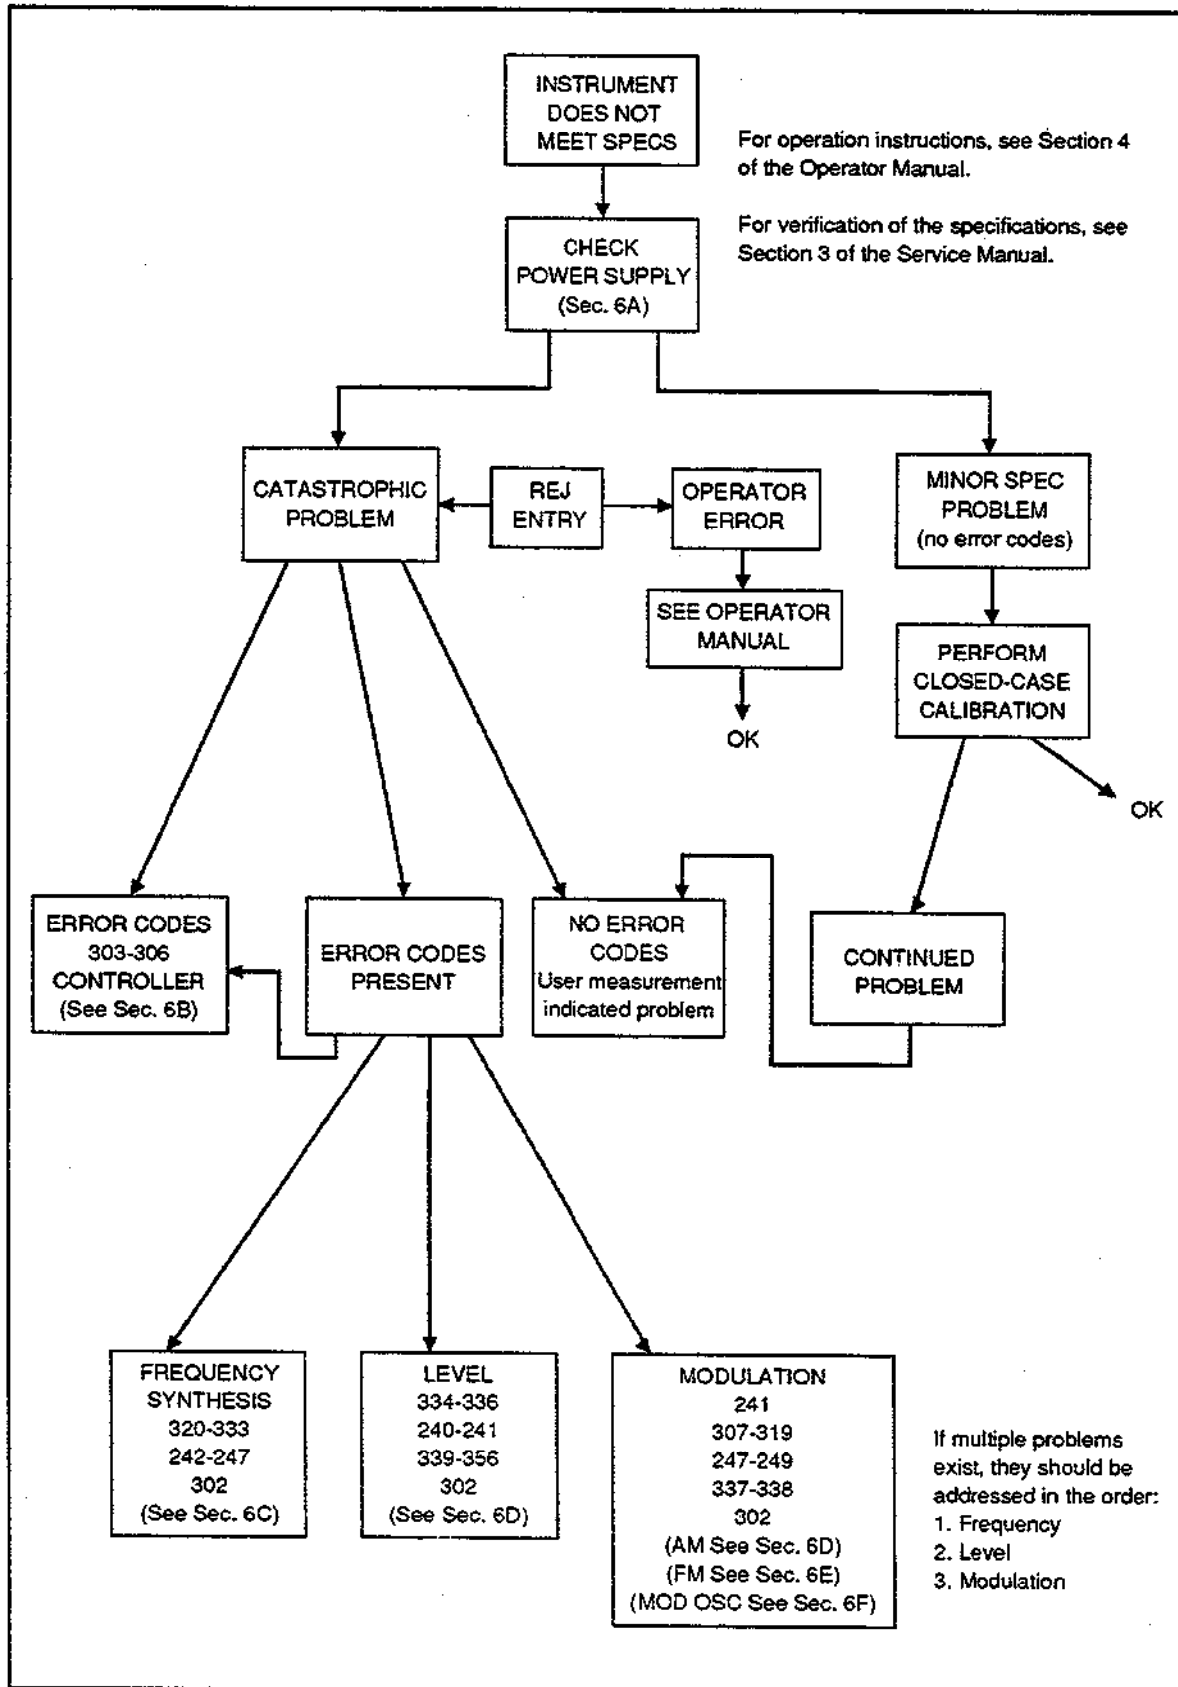 INSTRUMENT
DOES NOT
MEET SPECS
For operation instructions, see Section 4
of the Operator Manual.
For verification of the specifications, see
Section 3 of the Service Manual.
CHECK
POWER SUPPLY
(Sec. 6A)
CATASTROPHIC
PROBLEM
REJ
ENTRY
OPERATOR
ERROR
MINOR SPEC
PROBLEM
(no error codes)
SEE OPERATOR
MANUAL
OK
PERFORM
CLOSED-CASE
CALIBRATION
OK
ERROR CODES
303-306
CONTROLLER
(See Sec. 6B)
ERROR CODES
PRESENT
NO ERROR
CODES
User measurement
indicated problem
CONTINUED
PROBLEM
FREQUENCY
SYNTHESIS
320-333
242-247
302
(See Sec. 6C)
LEVEL
334-336
240-241
339-356
302
(See Sec. 6D)
MODULATION
241
307-319
247-249
337-338
302
(AM See Sec. 6D)
(FM See Sec. 6E)
(MOD OSC See Sec. 6F)
If multiple problems
exist, they should be
addressed in the order:
1. Frequency
2. Level
3. Modulation